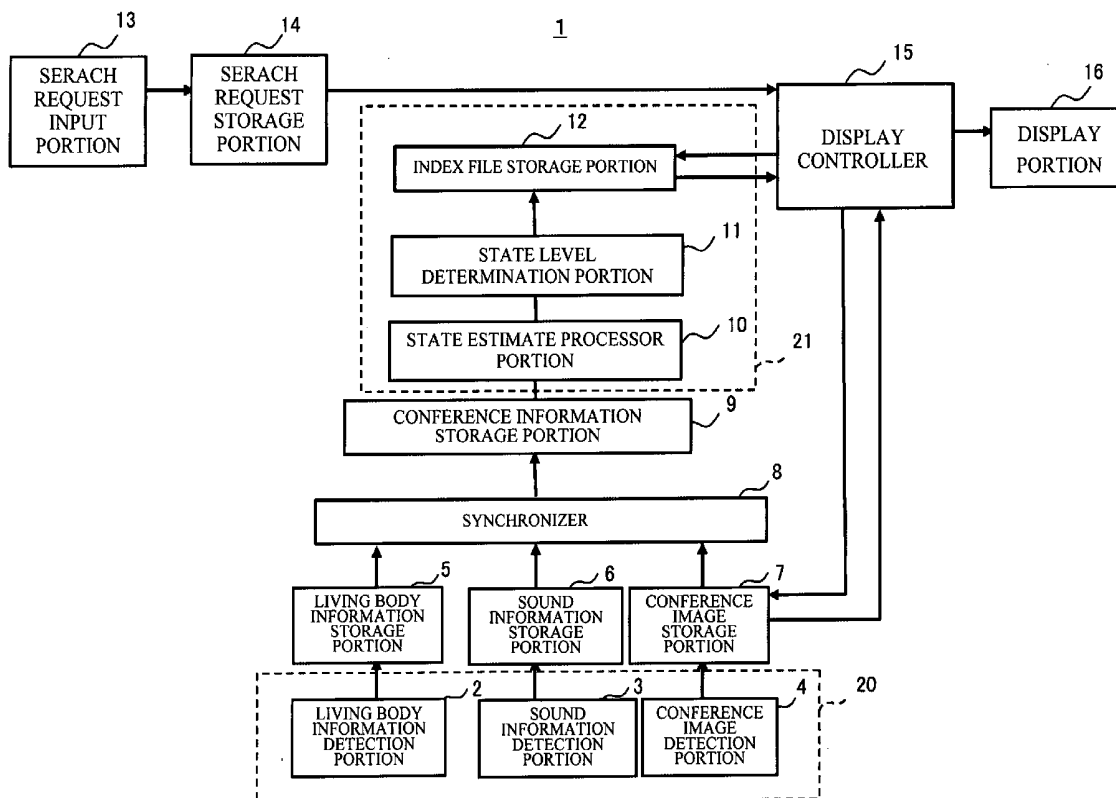 1
13
SERACH
REQUEST
INPUT
PORTION
14
SERACH
REQUEST
STORAGE
PORTION
15
DISPLAY
CONTROLLER
16
DISPLAY
PORTION
12
INDEX FILE STORAGE PORTION
11
STATE LEVEL
DETERMINATION PORTION
10
STATE ESTIMATE PROCESSOR
PORTION
21
9
CONFERENCE INFORMATION
STORAGE PORTION
8
SYNCHRONIZER
5
LIVING BODY
INFORMATION
STORAGE
PORTION
6
SOUND
INFORMATION
STORAGE
PORTION
7
CONFERENCE
IMAGE
STORAGE
PORTION
20
2
LIVING BODY
INFORMATION
DETECTION
PORTION
3
SOUND
INFORMATION
DETECTION
PORTION
4
CONFERENCE
IMAGE
DETECTION
PORTION